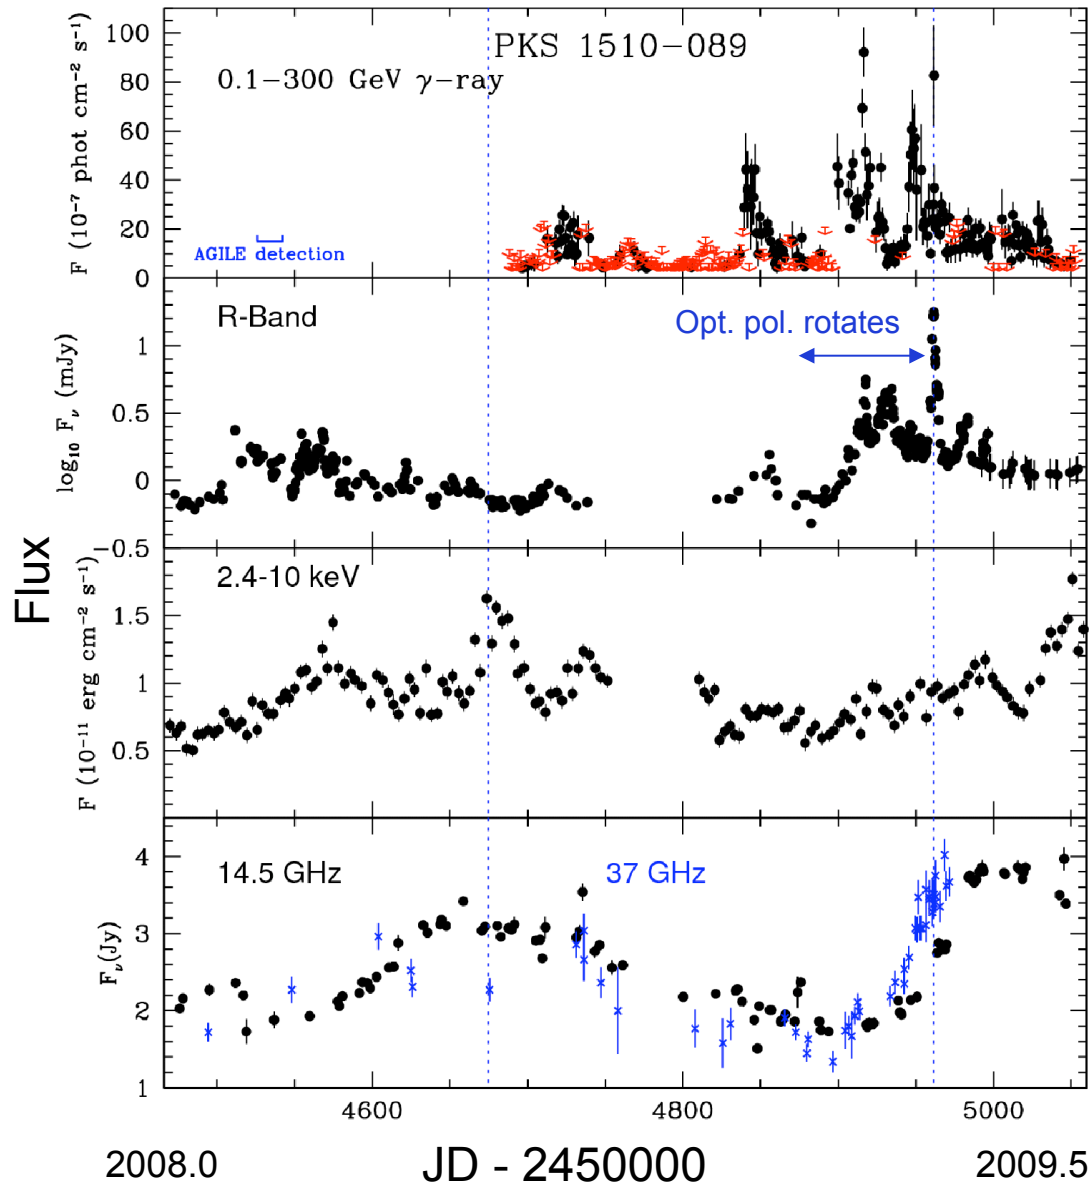 PKS 1510−089
0.1−300 GeV γ−ray
F (10⁻⁷ phot cm⁻² s⁻¹)
100
80
60
40
20
0
AGILE detection
R-Band
Opt. pol. rotates
log₁₀ Fᵥ (mJy)
1
0.5
0
−0.5
Flux
2.4-10 keV
F (10⁻¹¹ erg cm⁻² s⁻¹)
1.5
1
0.5
14.5 GHz
37 GHz
Fᵥ(Jy)
4
3
2
1
4600
4800
5000
2008.0
JD - 2450000
2009.5